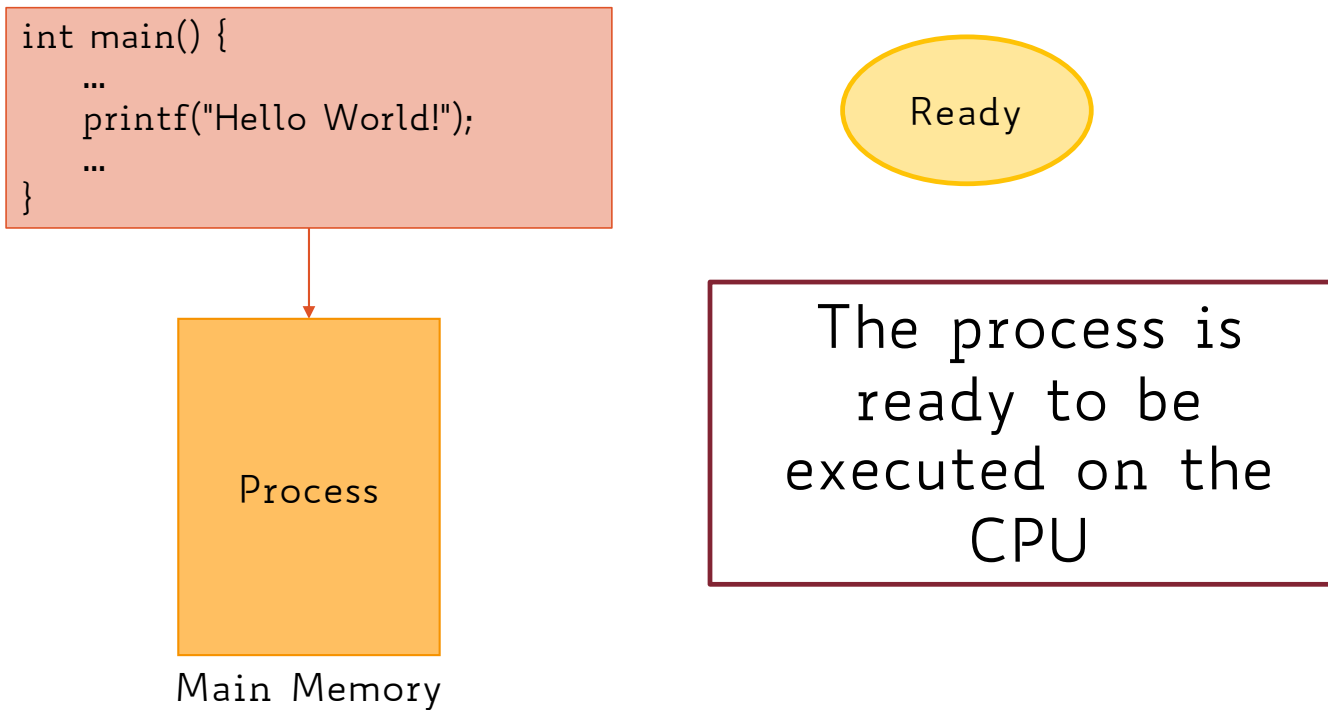 int main() {
…
printf("Hello World!");
…
}
Ready
Process
Main Memory
The process is
ready to be
executed on the
CPU